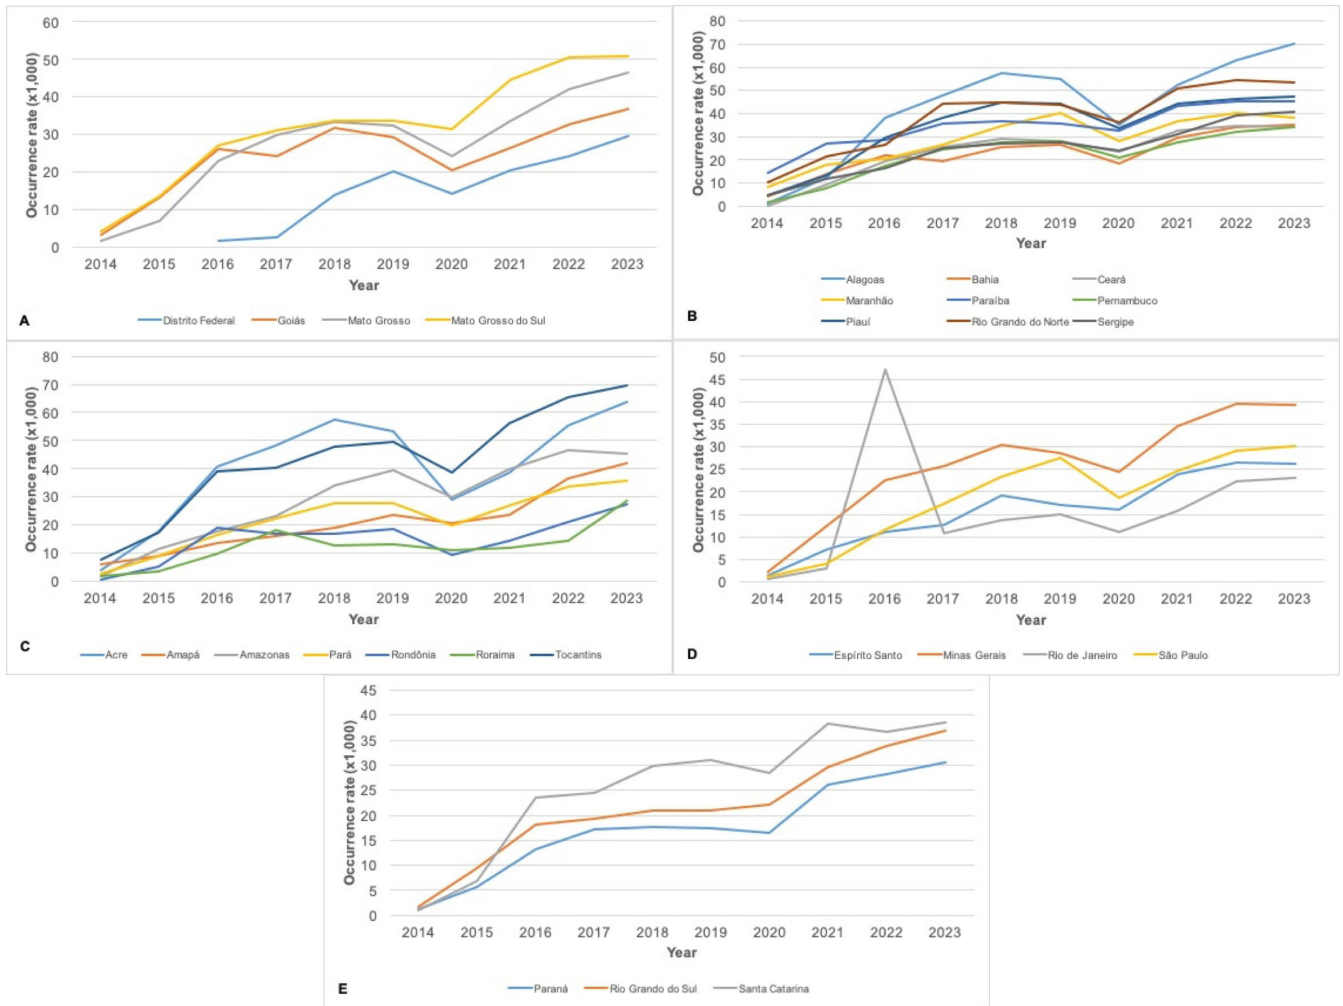 60
50
40
30
20
10
0
Occurrence rate (x1,000)
2014 2015 2016 2017 2018 2019 2020 2021 2022 2023
Year
A
Distrito Federal Goiás Mato Grosso Mato Grosso do Sul
80
70
60
50
40
30
20
10
0
Occurrence rate (x1,000)
2014 2015 2016 2017 2018 2019 2020 2021 2022 2023
Year
Alagoas Bahia Ceará
Maranhão Paraíba Pernambuco
B
Piauí Rio Grando do Norte Sergipe
80
70
60
50
40
30
20
10
0
Occurrence rate (x1,000)
2014 2015 2016 2017 2018 2019 2020 2021 2022 2023
Year
C
Acre Amapá Amazonas Pará Rondônia Roraima Tocantins
50
45
40
35
30
25
20
15
10
5
0
Occurrence rate (x1,000)
2014 2015 2016 2017 2018 2019 2020 2021 2022 2023
Year
D
Espírito Santo Minas Gerais Rio de Janeiro São Paulo
45
40
35
30
25
20
15
10
5
0
Occurrence rate (x1,000)
2014 2015 2016 2017 2018 2019 2020 2021 2022 2023
Year
E
Paraná Rio Grando do Sul Santa Catarina